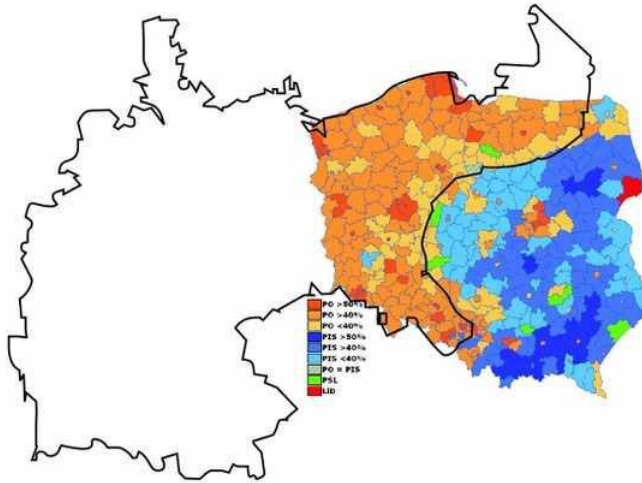 PO >50%
PO >40%
PO <40%
PIS >50%
PIS >40%
PIS <40%
PO = PIS
PSL
LiD